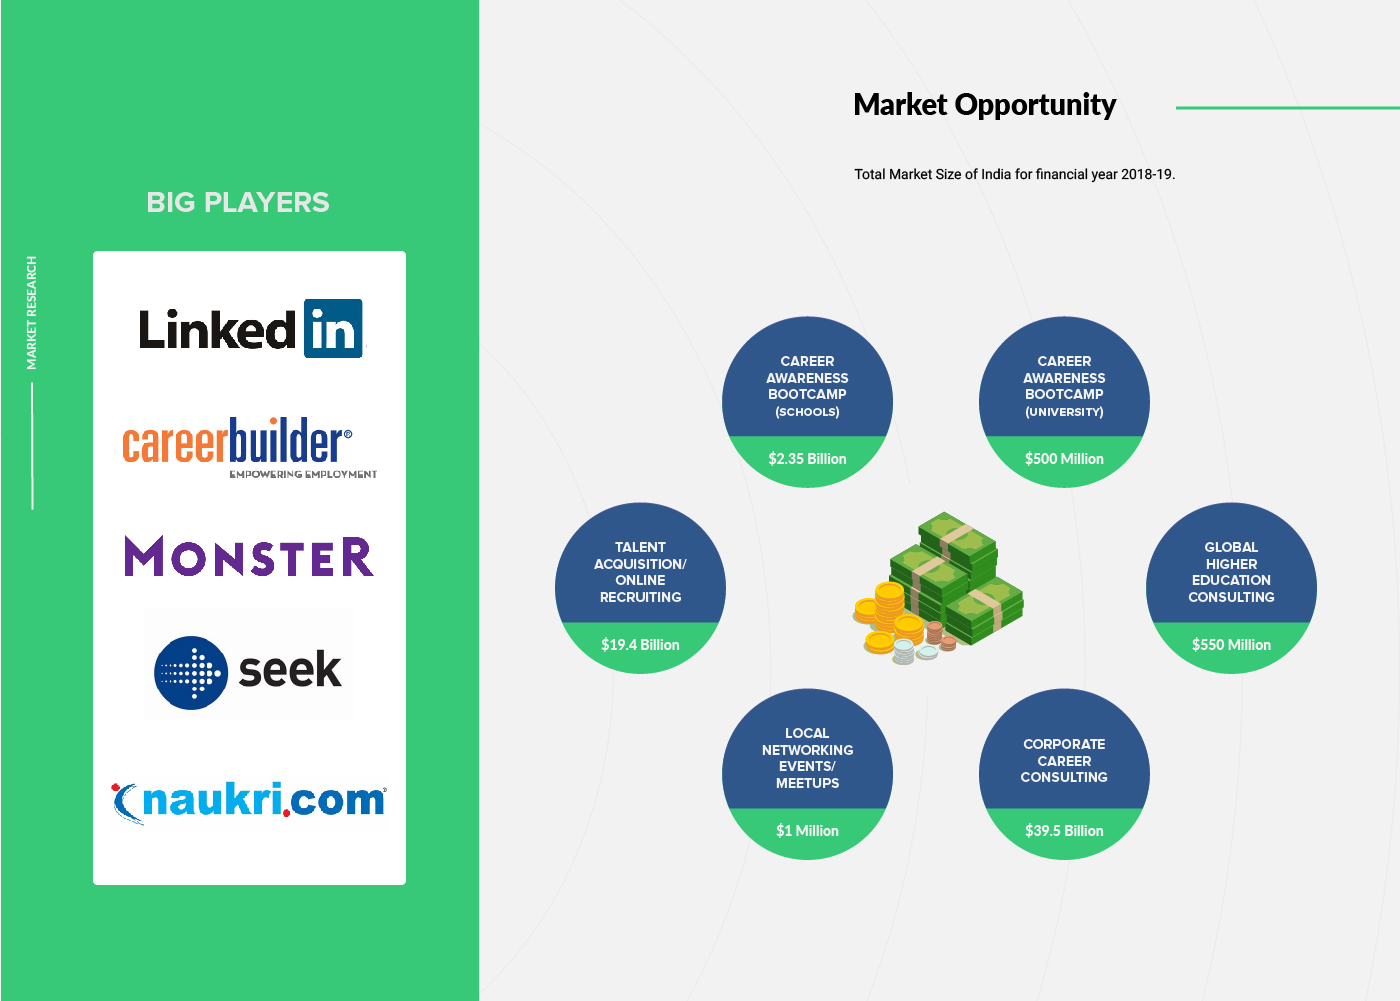 MARKET RESEARCH
BIG PLAYERS
Linked in
careerbuilder®
EMPOWERING EMPLOYMENT
MONSTER
seek
naukri.com®
Market Opportunity
Total Market Size of India for financial year 2018-19.
CAREER
AWARENESS
BOOTCAMP
(SCHOOLS)
$2.35 Billion
CAREER
AWARENESS
BOOTCAMP
(UNIVERSITY)
$500 Million
TALENT
ACQUISITION/
ONLINE
RECRUITING
$19.4 Billion
GLOBAL
HIGHER
EDUCATION
CONSULTING
$550 Million
LOCAL
NETWORKING
EVENTS/
MEETUPS
$1 Million
CORPORATE
CAREER
CONSULTING
$39.5 Billion